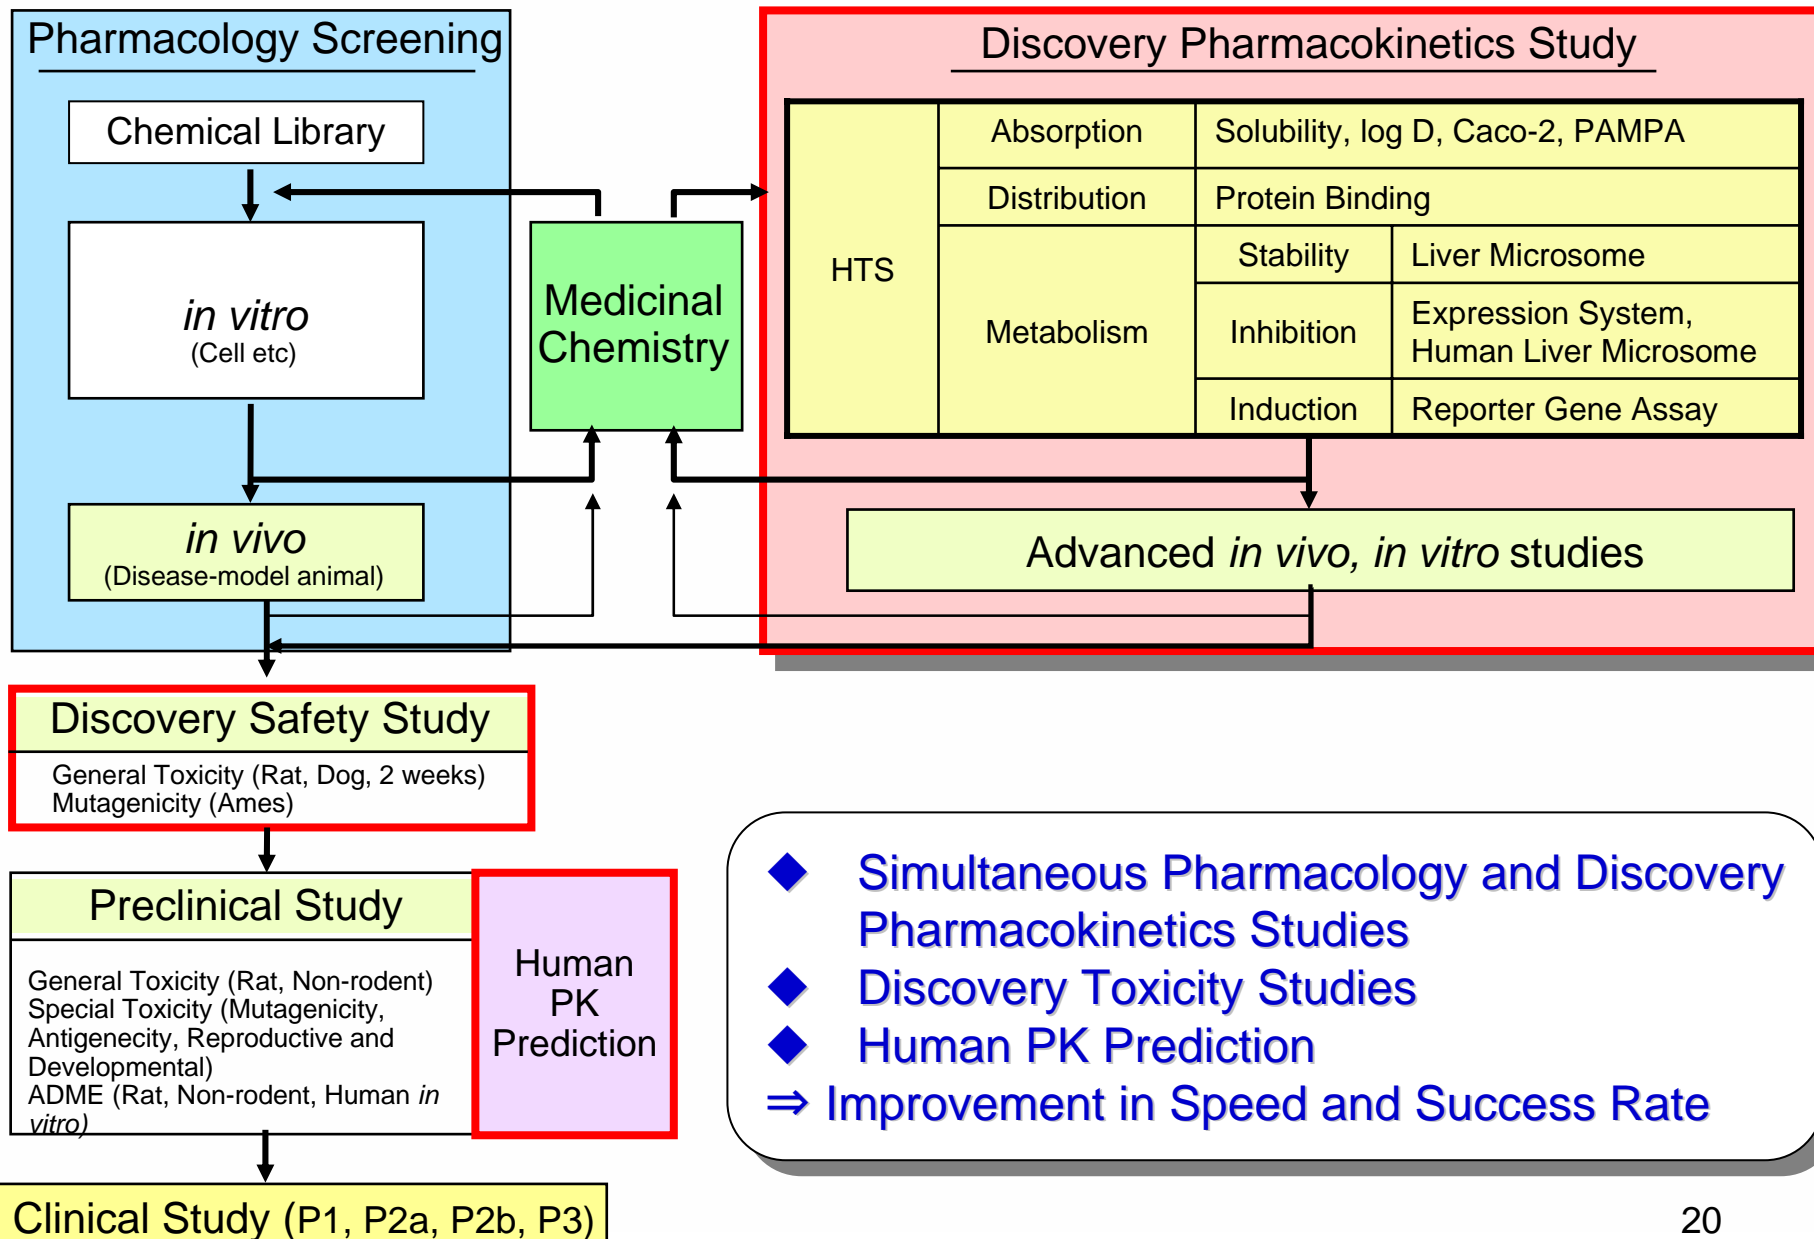 Pharmacology Screening
Chemical Library
in vitro
(Cell etc)
in vivo
(Disease-model animal)
Medicinal
Chemistry
Discovery Pharmacokinetics Study
HTS
Absorption
Solubility, log D, Caco-2, PAMPA
Distribution
Protein Binding
Metabolism
Stability
Liver Microsome
Inhibition
Expression System,
Human Liver Microsome
Induction
Reporter Gene Assay
Advanced in vivo, in vitro studies
Discovery Safety Study
General Toxicity (Rat, Dog, 2 weeks)
Mutagenicity (Ames)
Preclinical Study
General Toxicity (Rat, Non-rodent)
Special Toxicity (Mutagenicity,
Antigenecity, Reproductive and
Developmental)
ADME (Rat, Non-rodent, Human in
vitro)
Human
PK
Prediction
Clinical Study (P1, P2a, P2b, P3)
◆ Simultaneous Pharmacology and Discovery
Pharmacokinetics Studies
◆ Discovery Toxicity Studies
◆ Human PK Prediction
⇒ Improvement in Speed and Success Rate
20